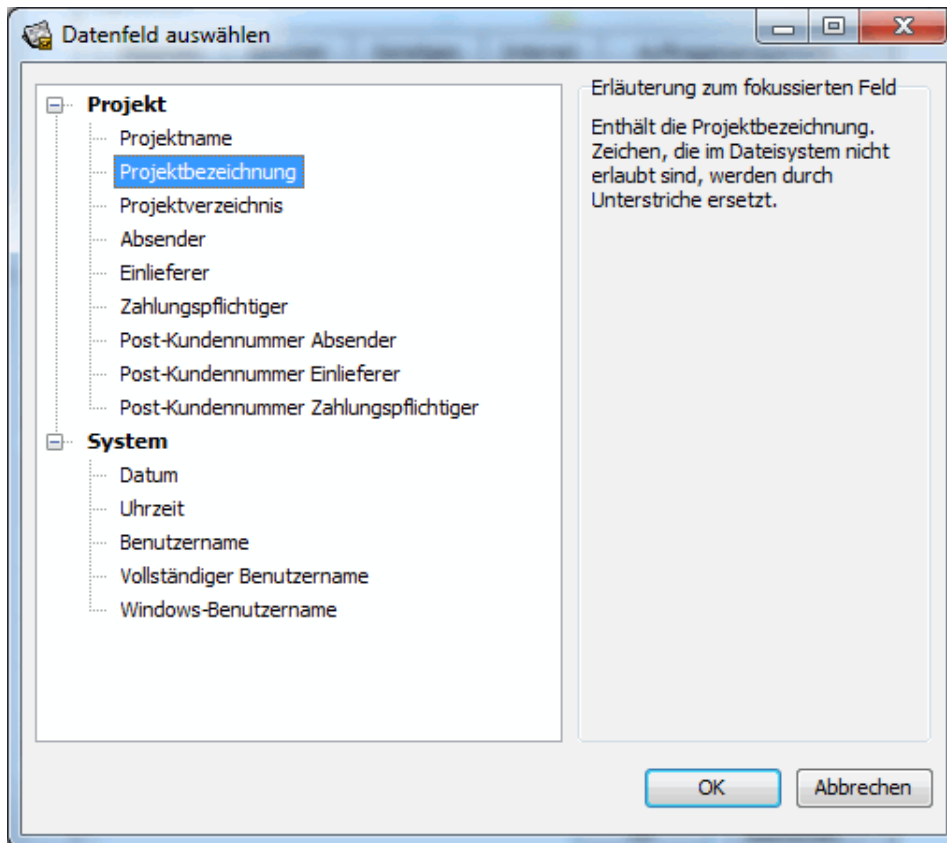 Datenfeld auswählen
Projekt
Projektname
Projektbezeichnung
Projektverzeichnis
Absender
Einlieferer
Zahlungspflichtiger
Post-Kundennummer Absender
Post-Kundennummer Einlieferer
Post-Kundennummer Zahlungspflichtiger
System
Datum
Uhrzeit
Benutzername
Vollständiger Benutzername
Windows-Benutzername
Erläuterung zum fokussierten Feld
Enthält die Projektbezeichnung.
Zeichen, die im Dateisystem nicht
erlaubt sind, werden durch
Unterstriche ersetzt.
OK
Abbrechen